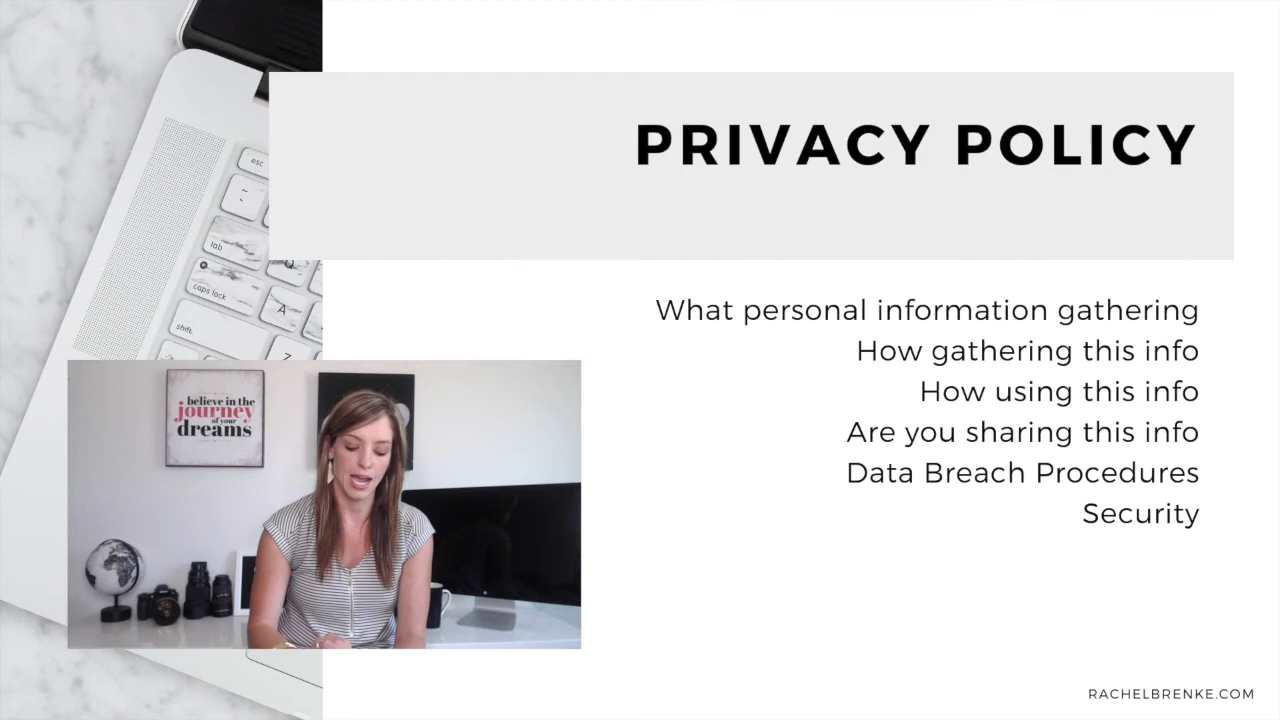 PRIVACY POLICY
What personal information gathering
How gathering this info
How using this info
Are you sharing this info
Data Breach Procedures
Security
esc
tab
Q
caps lock
A
shift
Z
believe in the
journey
of your
dreams
RACHELBRENKE.COM